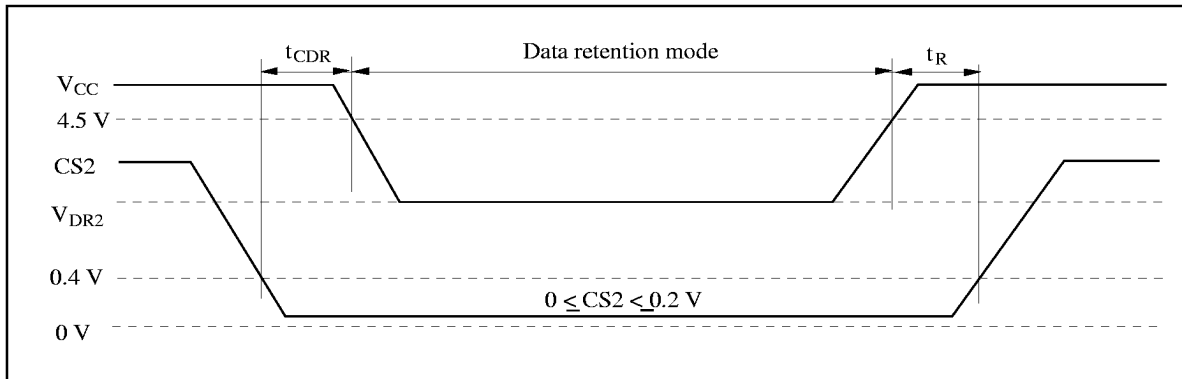 t_CDR
Data retention mode
t_R
V_CC
4.5 V
CS2
V_DR2
0.4 V
0 ≤ CS2 ≤ 0.2 V
0 V